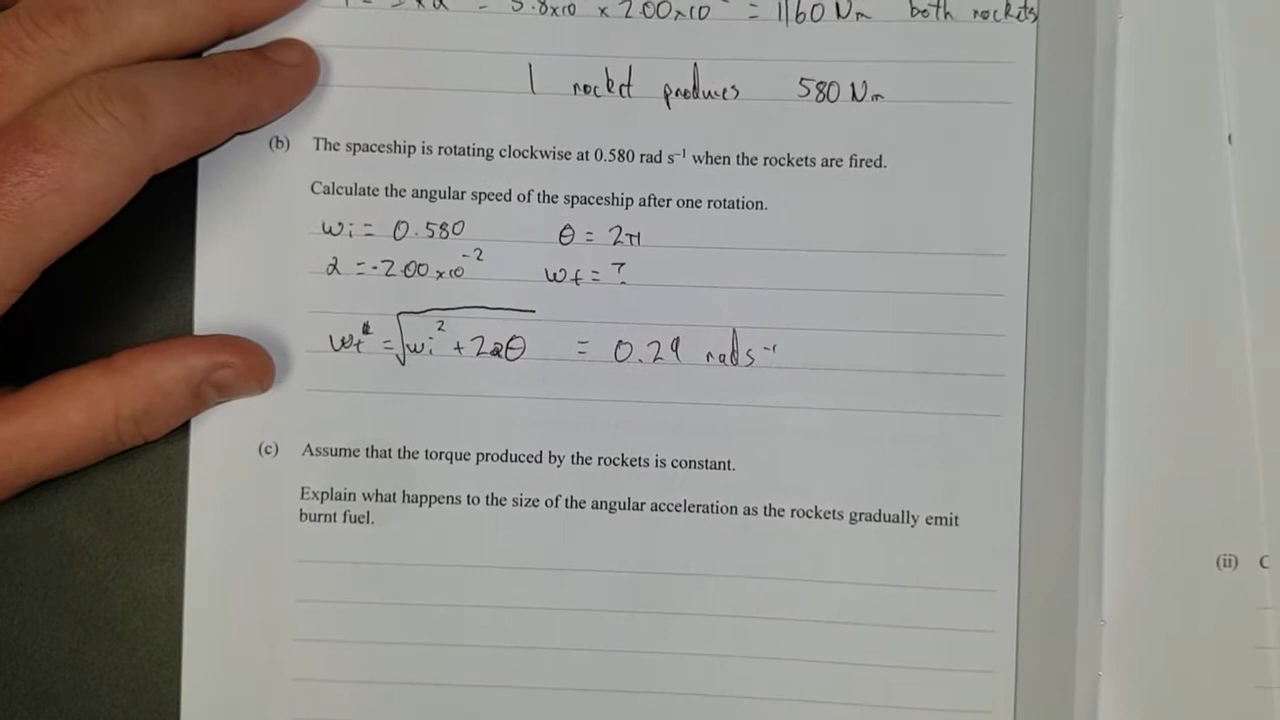 = 5.8x10 x 2.00x10 = 1160 Nm both rockets
1 rocket produces 580 Nm
(b) The spaceship is rotating clockwise at 0.580 rad s⁻¹ when the rockets are fired.
Calculate the angular speed of the spaceship after one rotation.
wi = 0.580 θ = 2π
α = -2.00x10⁻² wf = ?
wf = √wi² + 2αθ = 0.29 rads⁻¹
(c) Assume that the torque produced by the rockets is constant.
Explain what happens to the size of the angular acceleration as the rockets gradually emit
burnt fuel.
(ii) C